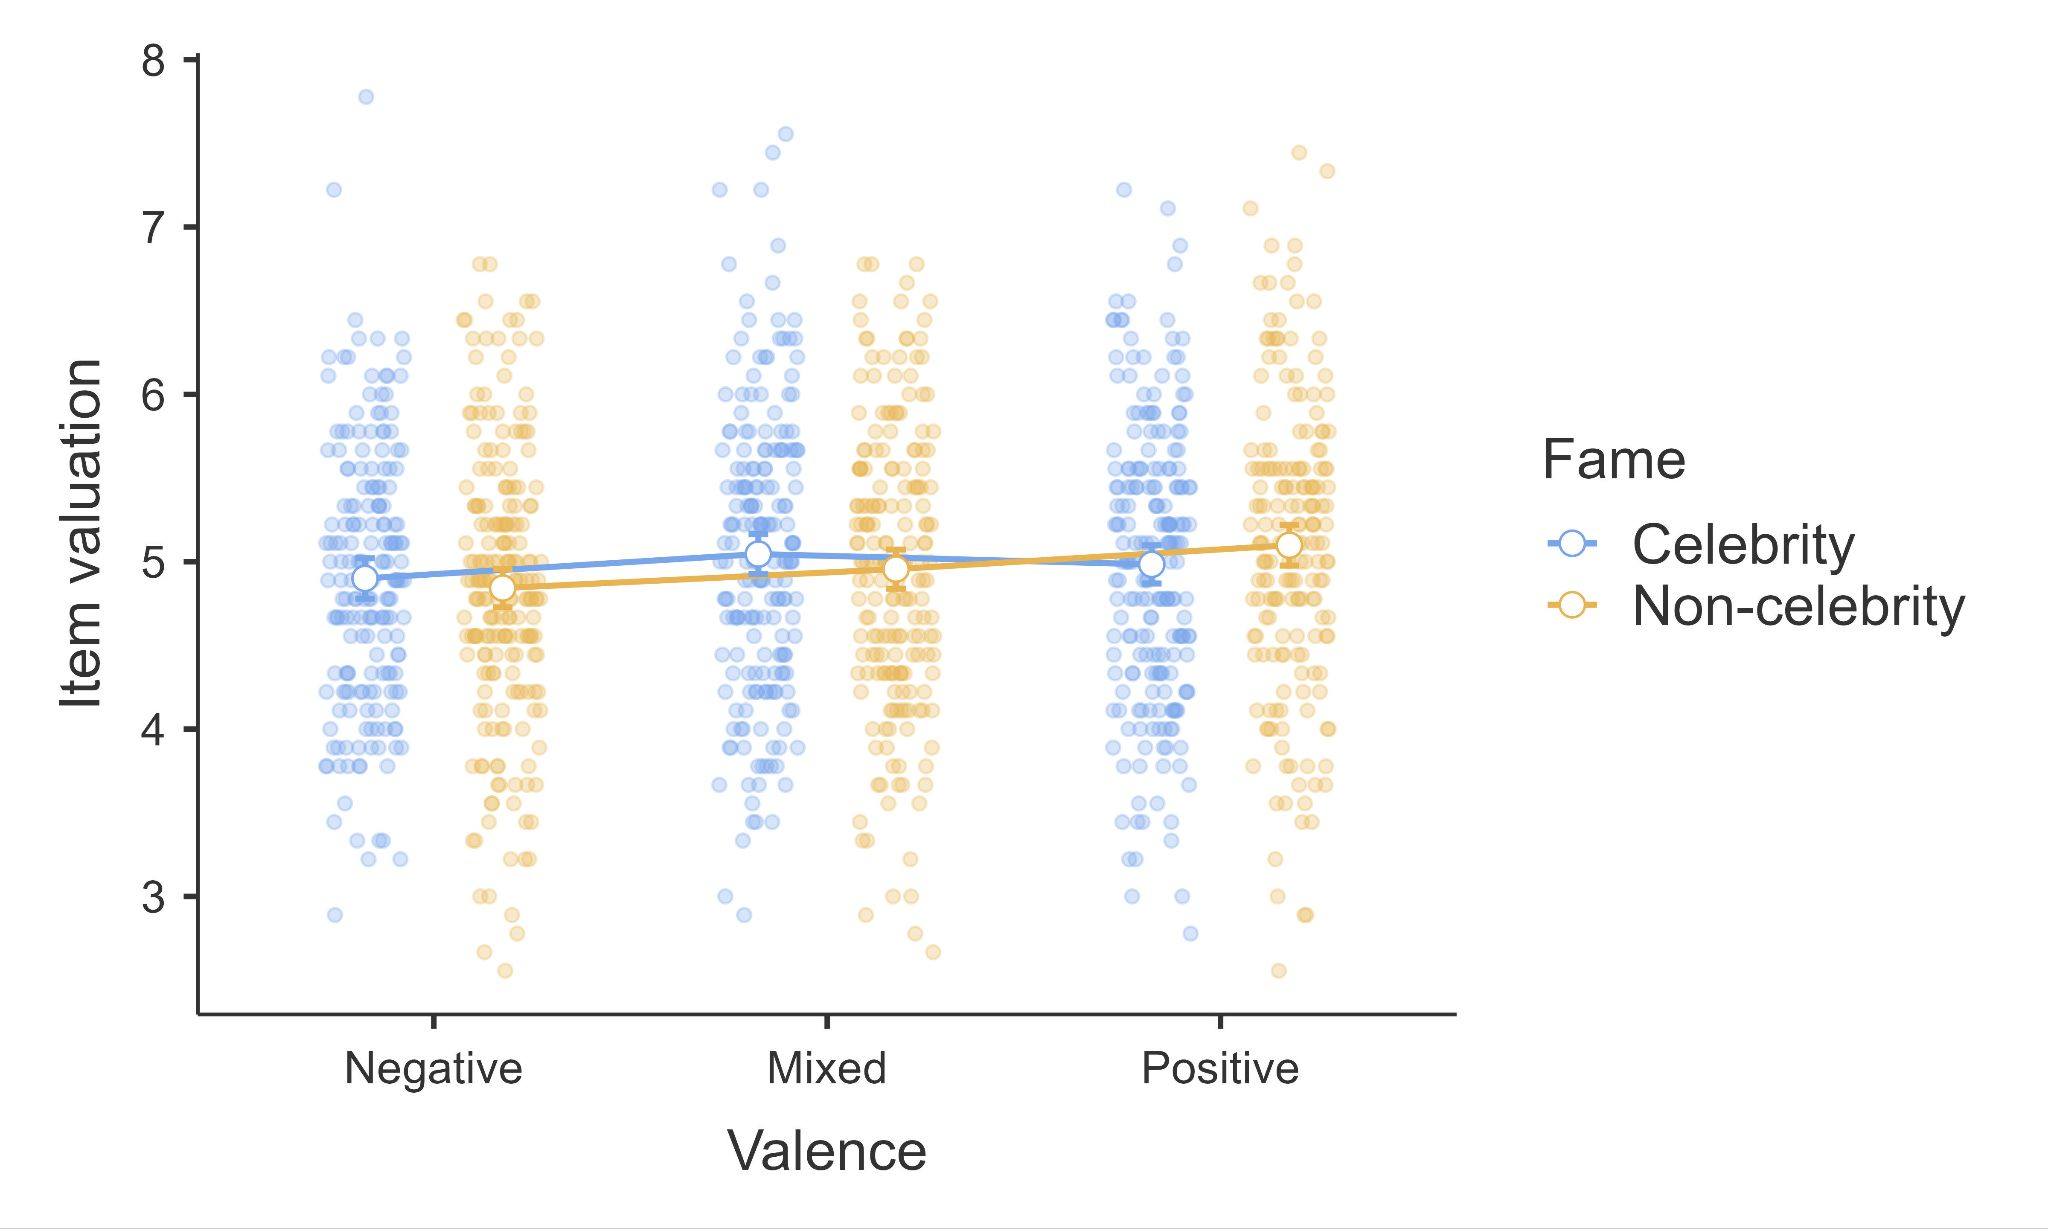 8
7
6
5
4
3
Item valuation
Negative
Mixed
Positive
Valence
Fame
Celebrity
Non-celebrity